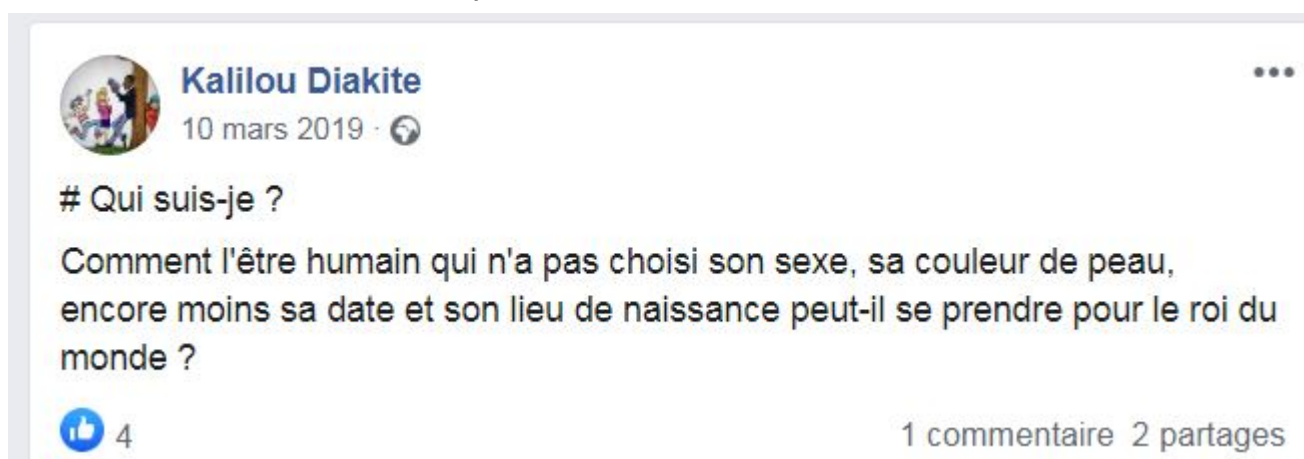 Kalilou Diakite
10 mars 2019 ·
# Qui suis-je ?
Comment l'être humain qui n'a pas choisi son sexe, sa couleur de peau,
encore moins sa date et son lieu de naissance peut-il se prendre pour le roi du
monde ?
4
1 commentaire 2 partages